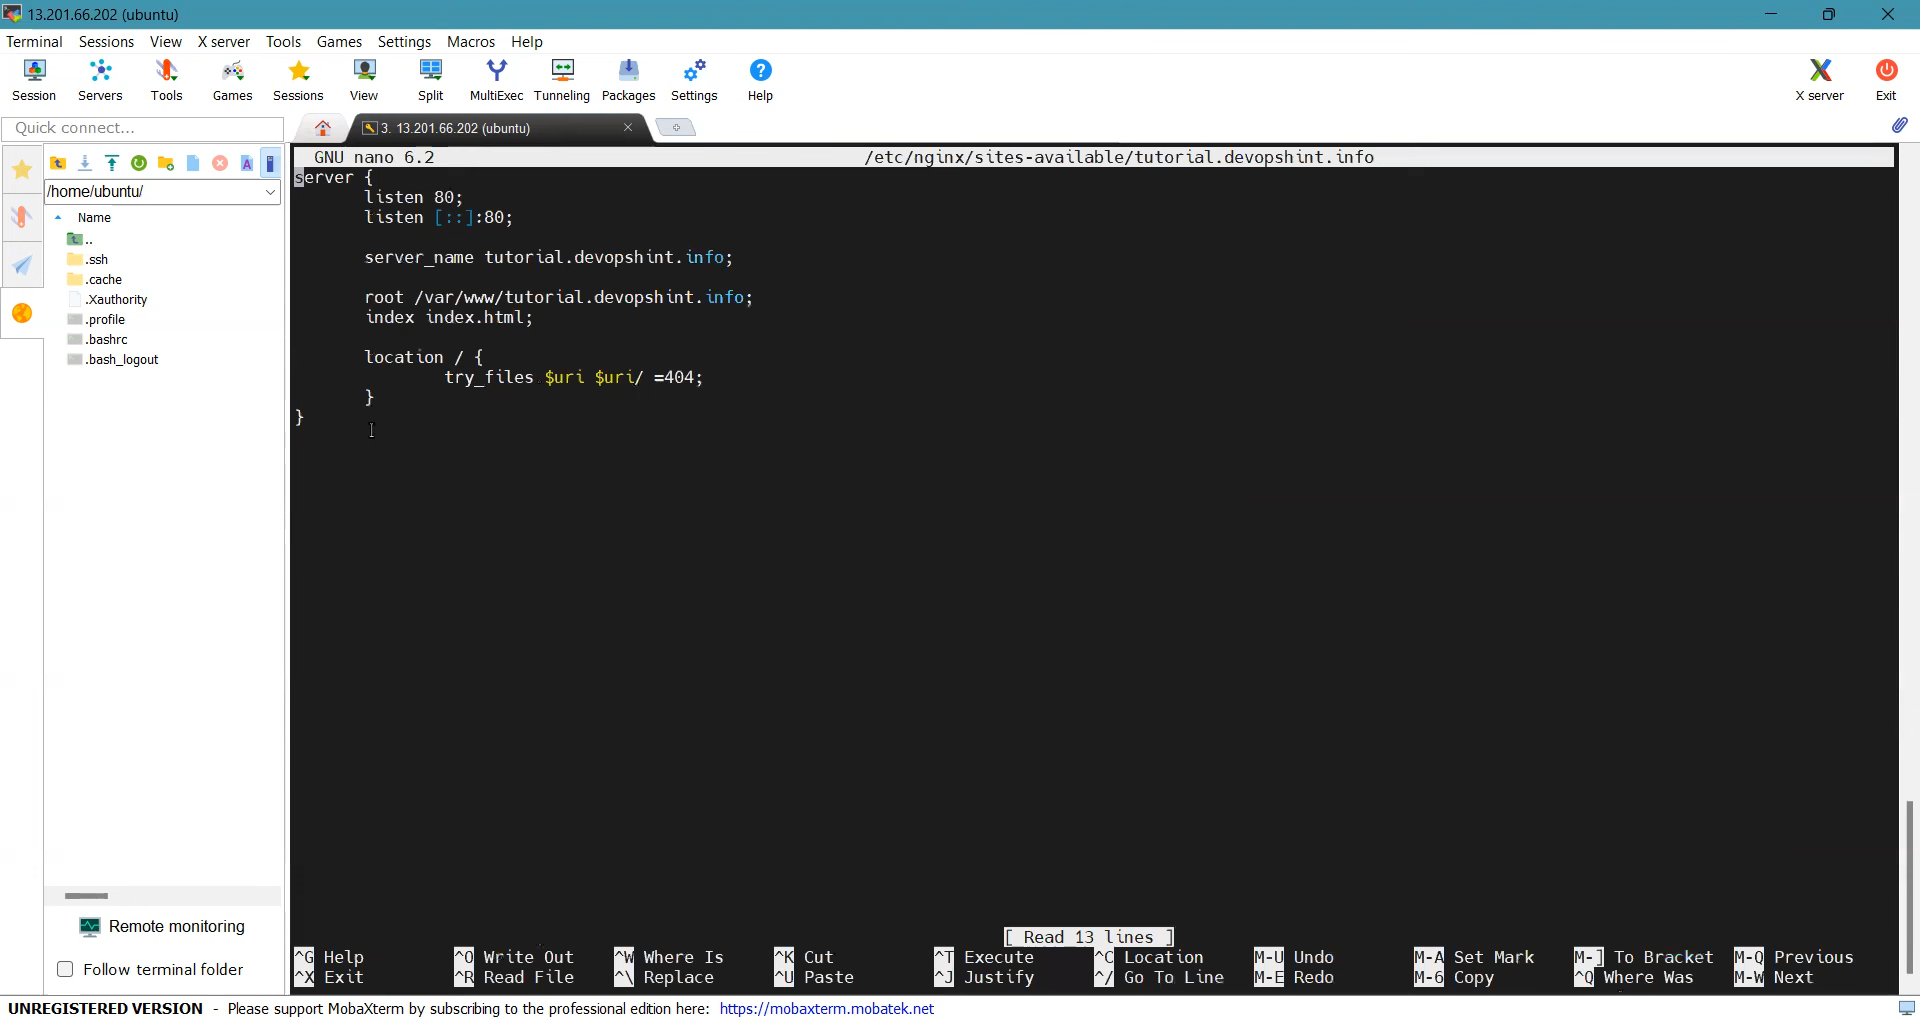 13.201.66.202 (ubuntu)
Terminal Sessions View X server Tools Games Settings Macros Help
Session Servers Tools Games Sessions View Split MultiExec Tunneling Packages Settings Help X server Exit
Quick connect...
3. 13.201.66.202 (ubuntu)
/home/ubuntu/
Name
..
.ssh
.cache
.Xauthority
.profile
.bashrc
.bash_logout
Remote monitoring
Follow terminal folder
GNU nano 6.2 /etc/nginx/sites-available/tutorial.devopshint.info
server {
listen 80;
listen [::]:80;
server_name tutorial.devopshint.info;
root /var/www/tutorial.devopshint.info;
index index.html;
location / {
try_files $uri $uri/ =404;
}
}
[ Read 13 lines ]
^G Help ^O Write Out ^W Where Is ^K Cut ^T Execute ^C Location M-U Undo M-A Set Mark M-] To Bracket M-Q Previous
^X Exit ^R Read File ^\ Replace ^U Paste ^J Justify ^/ Go To Line M-E Redo M-6 Copy ^Q Where Was M-W Next
UNREGISTERED VERSION - Please support MobaXterm by subscribing to the professional edition here: https://mobaxterm.mobatek.net